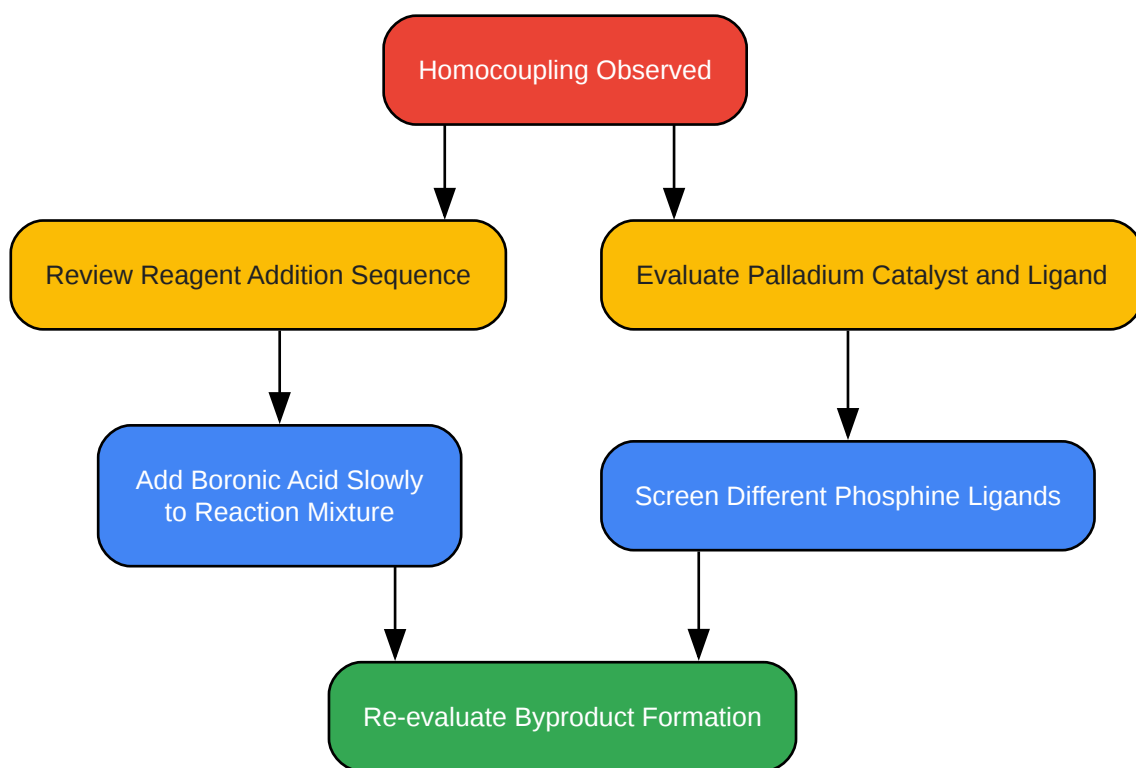 Homocoupling Observed
Review Reagent Addition Sequence
Evaluate Palladium Catalyst and Ligand
Add Boronic Acid Slowly
to Reaction Mixture
Screen Different Phosphine Ligands
Re-evaluate Byproduct Formation